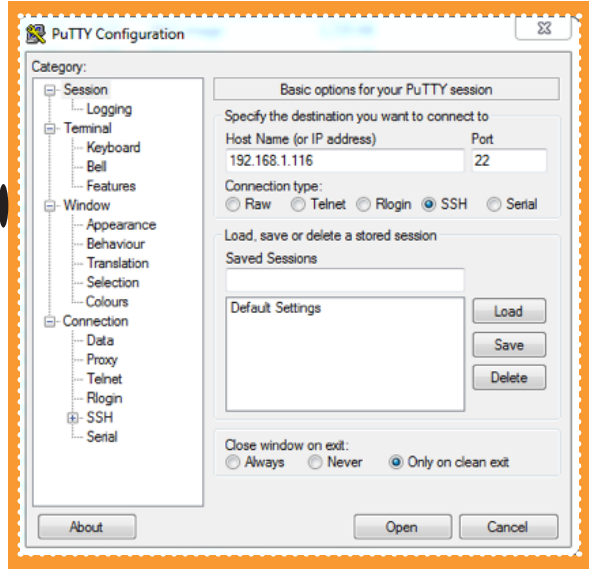 PuTTY Configuration
Category:
Session
Logging
Terminal
Keyboard
Bell
Features
Window
Appearance
Behaviour
Translation
Selection
Colours
Connection
Data
Proxy
Telnet
Rlogin
SSH
Serial
Basic options for your PuTTY session
Specify the destination you want to connect to
Host Name (or IP address) Port
192.168.1.116 22
Connection type:
Raw Telnet Rlogin SSH Serial
Load, save or delete a stored session
Saved Sessions
Default Settings
Load
Save
Delete
Close window on exit:
Always Never Only on clean exit
About Open Cancel